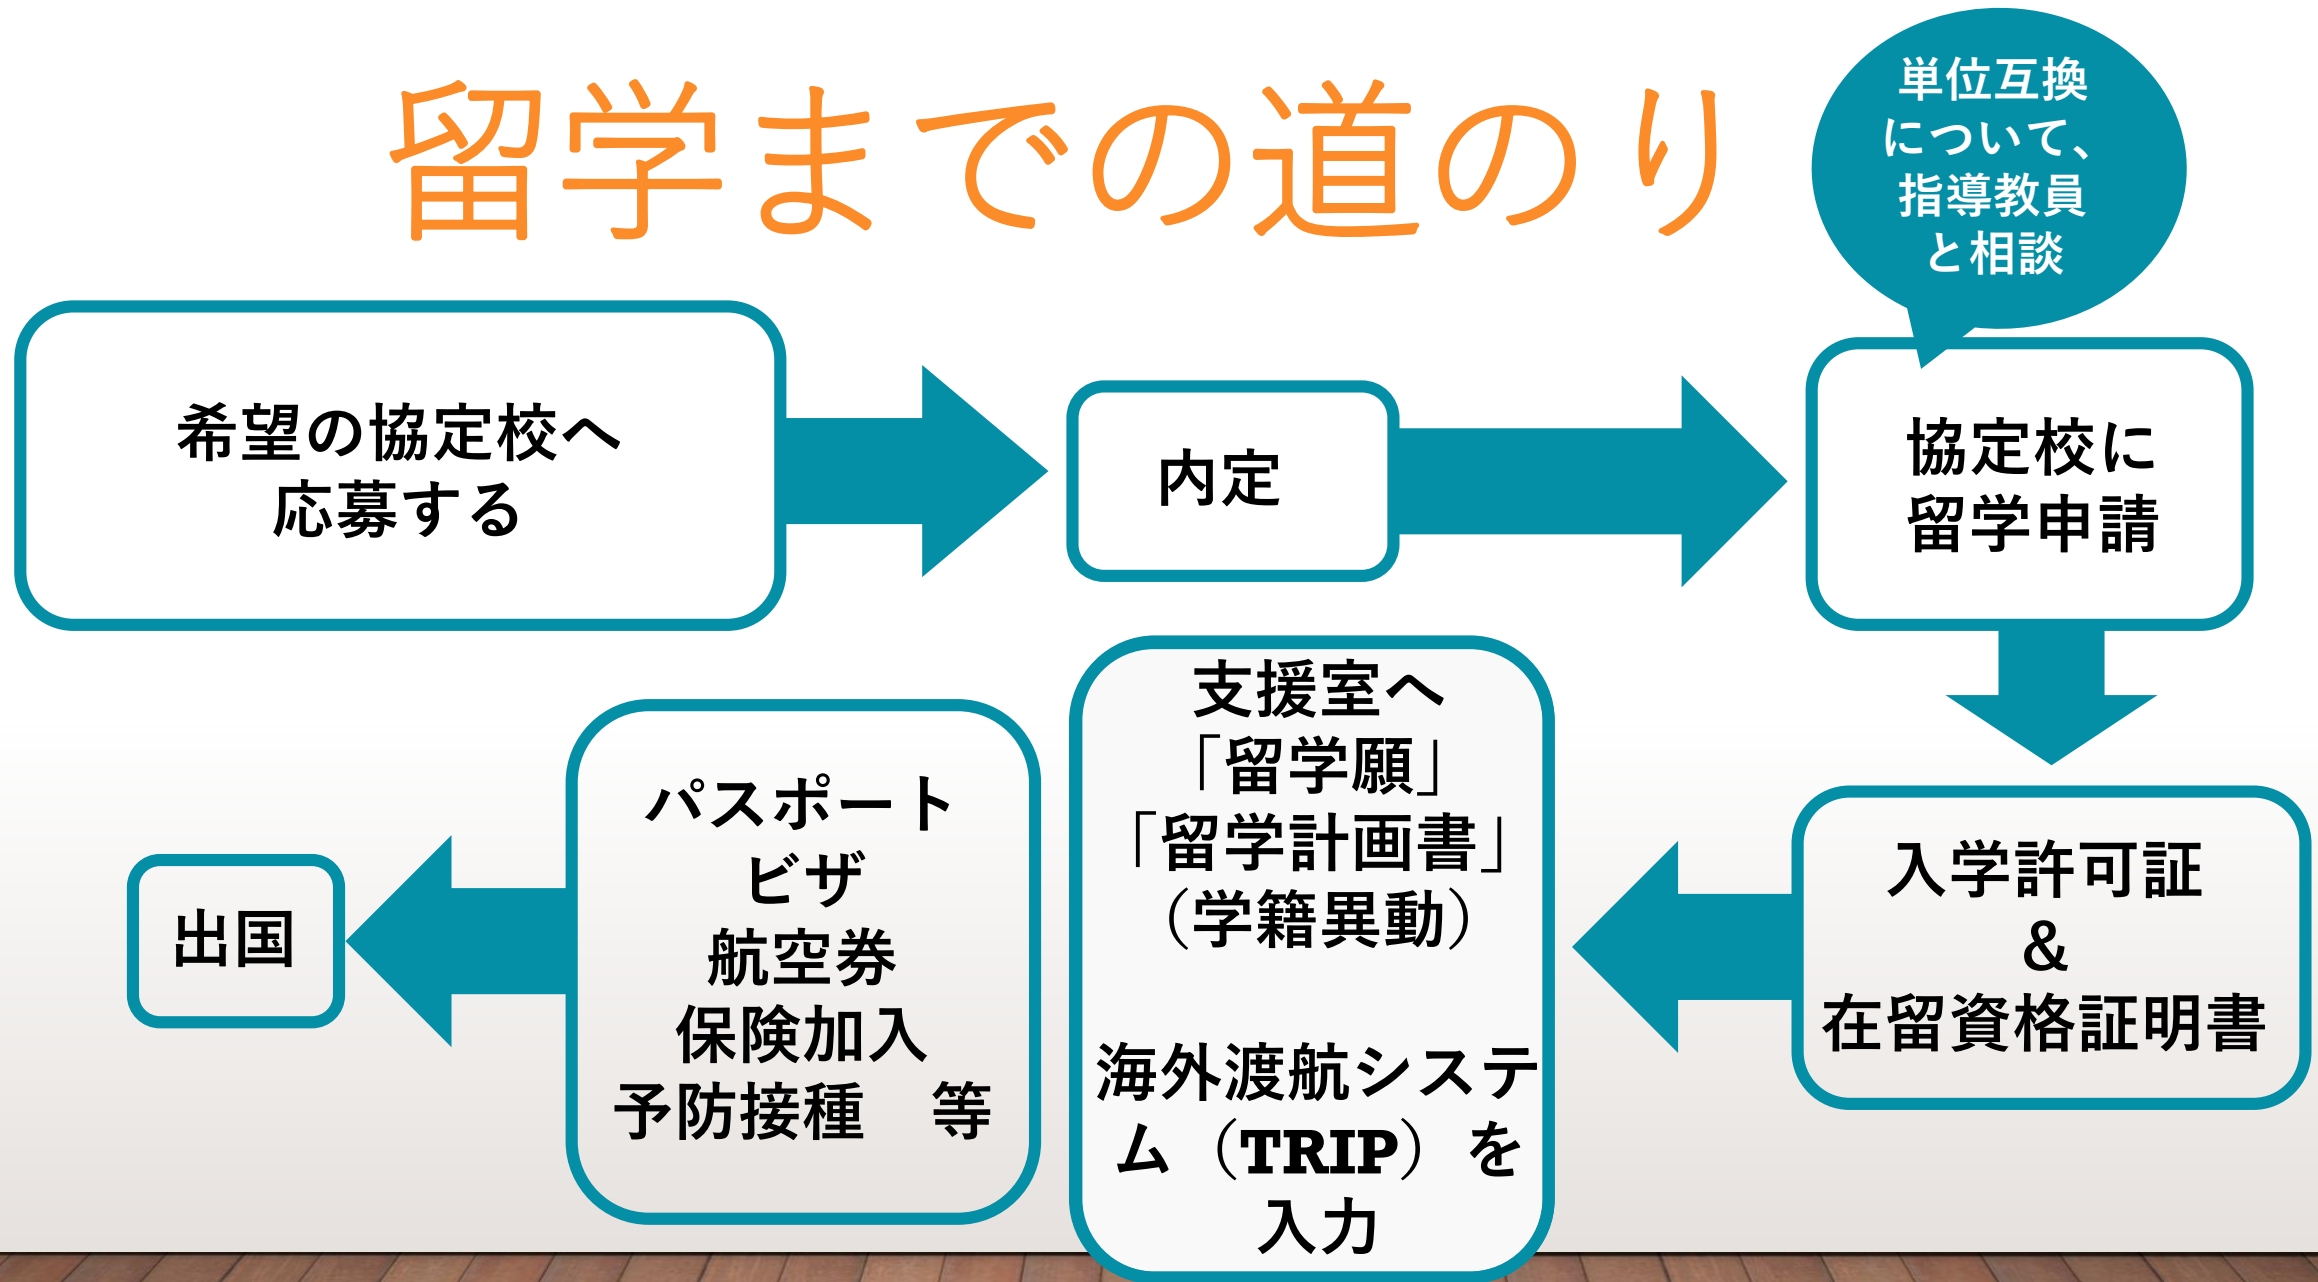 留学までの道のり
単位互換
について、
指導教員
と相談
希望の協定校へ
応募する
内定
協定校に
留学申請
入学許可証
&
在留資格証明書
支援室へ
「留学願」
「留学計画書」
（学籍異動）
海外渡航システ
ム（TRIP）を
入力
パスポート
ビザ
航空券
保険加入
予防接種　等
出国